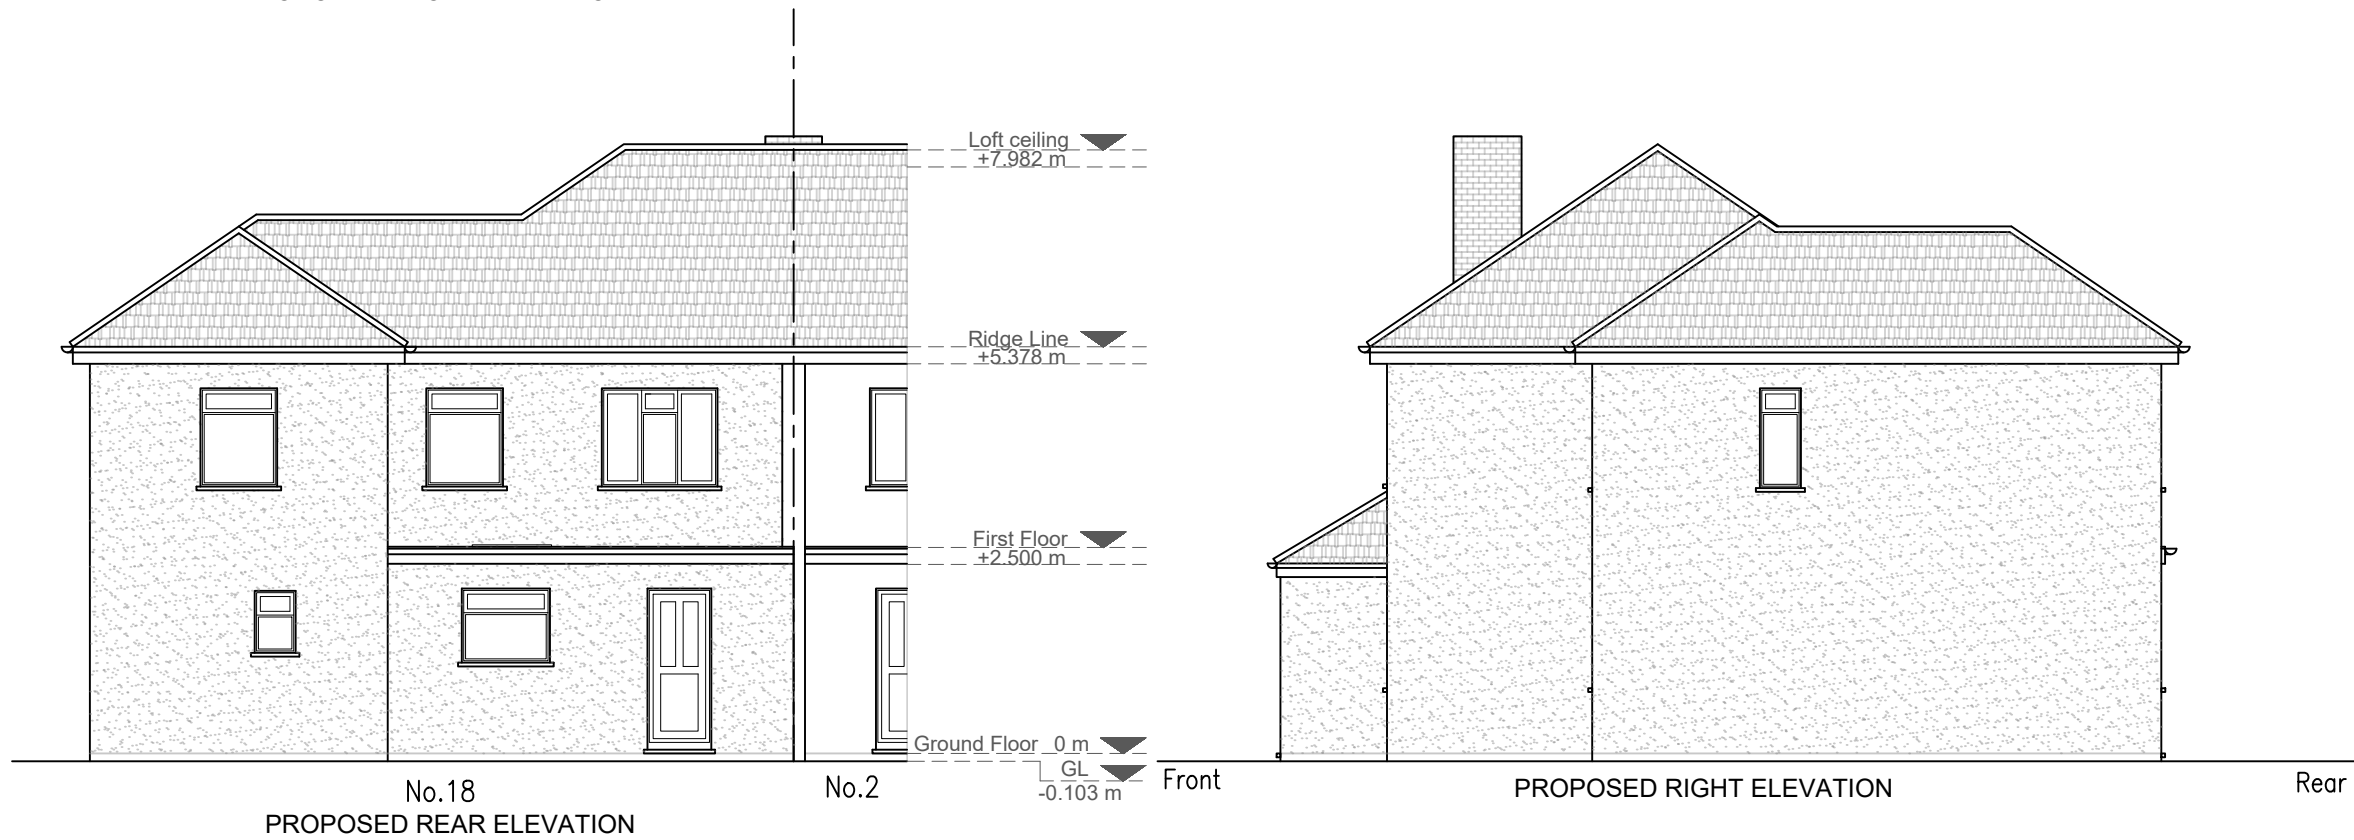 Loft ceiling
+7.982 m
Ridge Line
+5.378 m
First Floor
+2.500 m
Ground Floor 0 m
GL
-0.103 m
No.18
No.2
PROPOSED REAR ELEVATION
Front
PROPOSED RIGHT ELEVATION
Rear